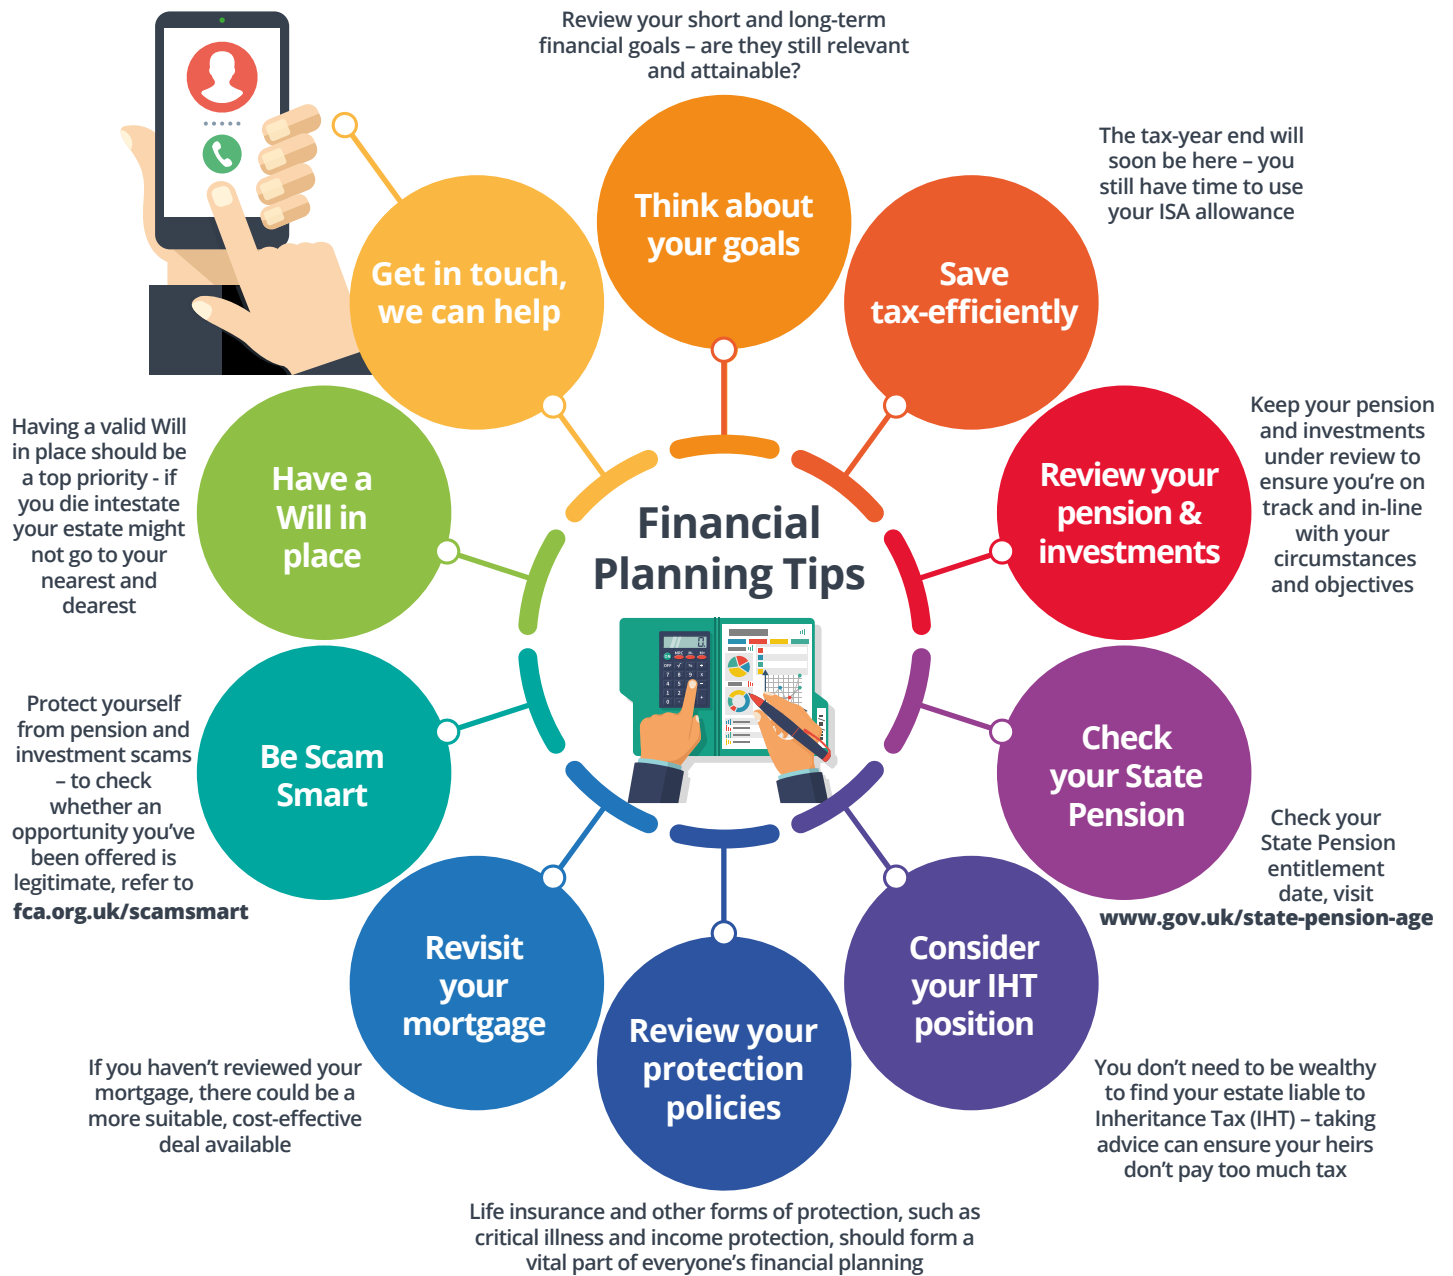 Review your short and long-term
financial goals – are they still relevant
and attainable?
Think about
your goals
The tax-year end will
soon be here – you
still have time to use
your ISA allowance
Save
tax-efficiently
Keep your pension
and investments
under review to
ensure you’re on
track and in-line
with your
circumstances
and objectives
Review your
pension &
investments
Check
your State
Pension
Check your
State Pension
entitlement
date, visit
www.gov.uk/state-pension-age
Consider
your IHT
position
You don’t need to be wealthy
to find your estate liable to
Inheritance Tax (IHT) – taking
advice can ensure your heirs
don’t pay too much tax
Review your
protection
policies
Life insurance and other forms of protection, such as
critical illness and income protection, should form a
vital part of everyone’s financial planning
Revisit
your
mortgage
If you haven’t reviewed your
mortgage, there could be a
more suitable, cost-effective
deal available
Be Scam
Smart
Protect yourself
from pension and
investment scams
– to check
whether an
opportunity you’ve
been offered is
legitimate, refer to
fca.org.uk/scamsmart
Have a
Will in
place
Having a valid Will
in place should be
a top priority - if
you die intestate
your estate might
not go to your
nearest and
dearest
Get in touch,
we can help
Financial
Planning Tips